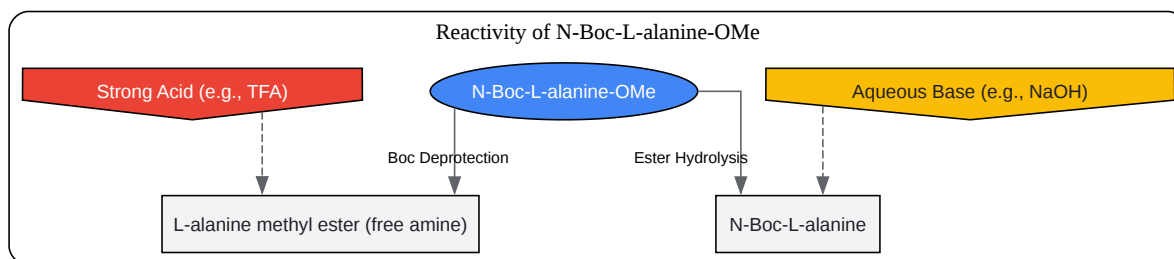 Reactivity of N-Boc-L-alanine-OMe
Strong Acid (e.g., TFA)
N-Boc-L-alanine-OMe
Aqueous Base (e.g., NaOH)
Boc Deprotection
Ester Hydrolysis
L-alanine methyl ester (free amine)
N-Boc-L-alanine